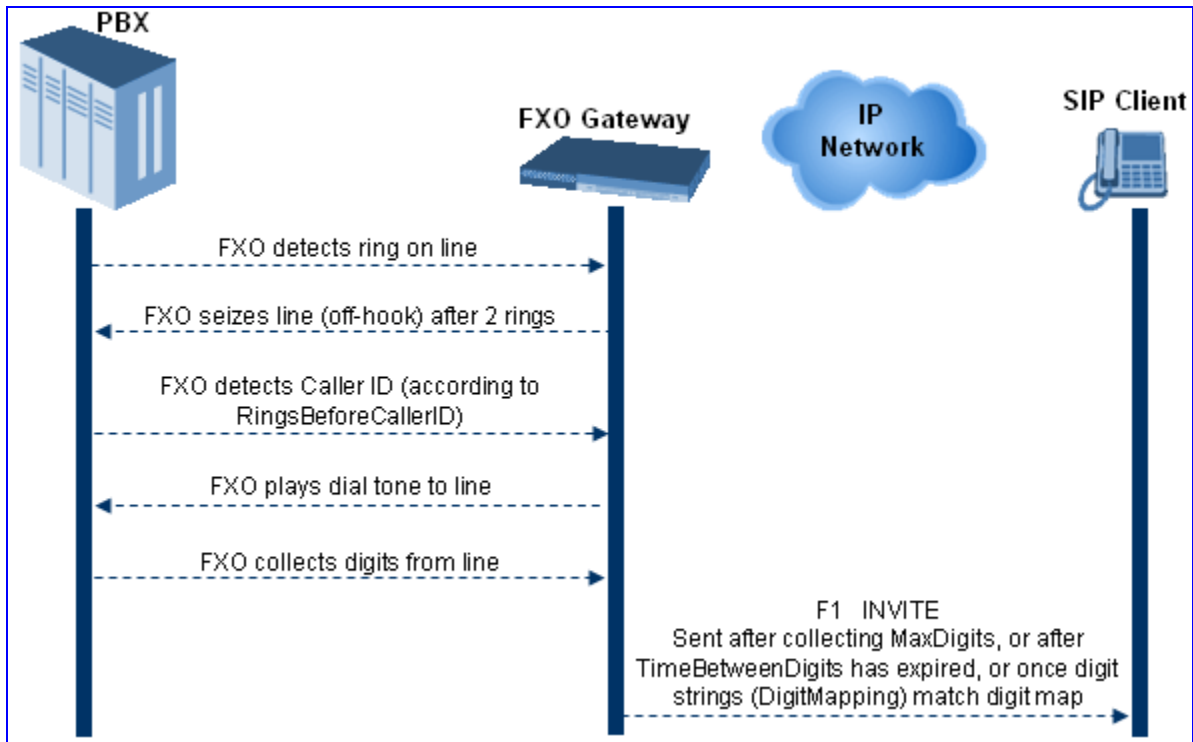 PBX
FXO Gateway
IP
Network
SIP Client
FXO detects ring on line
FXO seizes line (off-hook) after 2 rings
FXO detects Caller ID (according to
RingsBeforeCallerID)
FXO plays dial tone to line
FXO collects digits from line
F1 INVITE
Sent after collecting MaxDigits, or after
TimeBetweenDigits has expired, or once digit
strings (DigitMapping) match digit map